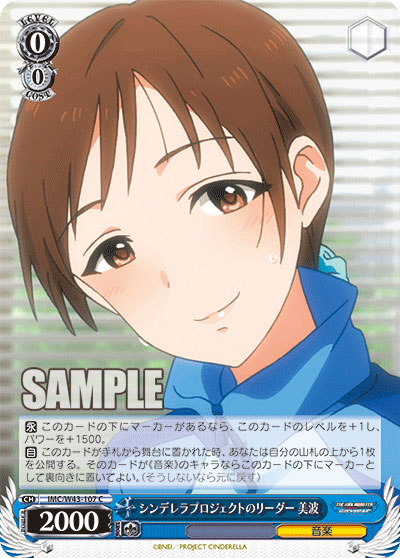 LEVEL
0
0
COST
SAMPLE
永 このカードの下にマーカーがあるなら、このカードのレベルを+1し、
パワーを+1500。
自 このカードが手札から舞台に置かれた時、あなたは自分の山札の上から1枚
を公開する。そのカードが《音楽》のキャラならこのカードの下にマーカーと
して裏向きに置いてよい。（そうしないなら元に戻す）
CH IMC/W43-107 C
2000
シンデレラプロジェクトのリーダー 美波
THE IDOLM@STER
CINDERELLA GIRLS
音楽
©BNEI／PROJECT CINDERELLA